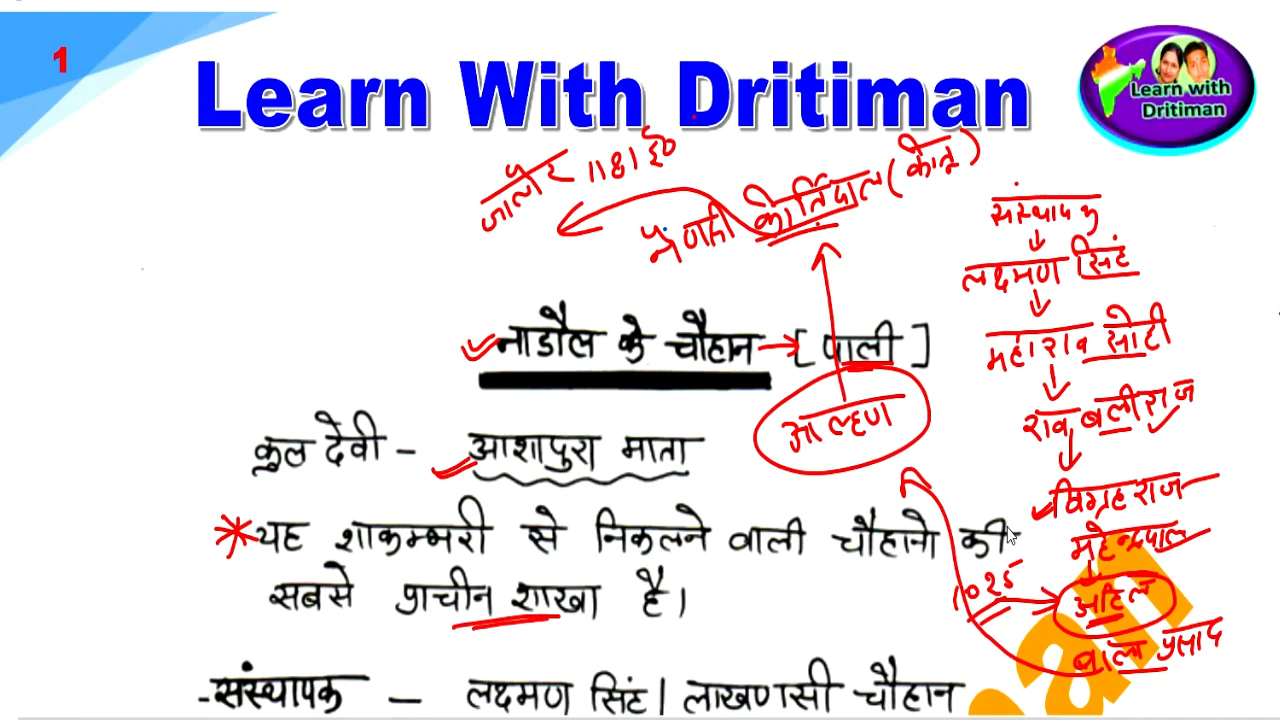 1
Learn With Dritiman
Learn with
Dritiman
जालौर 1181 ई०
कीर्तिपाल (कीतू)
संस्थापक
लक्ष्मण सिंह
महाराव सोटी
राव बलीराज
विग्रहराज
महेन्द्रपाल
अहिल
1025
बाला प्रसाद
नाडौल के चौहान → [पाली]
आल्हण
कुल देवी - आशापुरा माता
* यह शाकम्भरी से निकलने वाली चौहानो की
सबसे प्राचीन शाखा है।
- संस्थापक - लक्ष्मण सिंह | लाखणसी चौहान